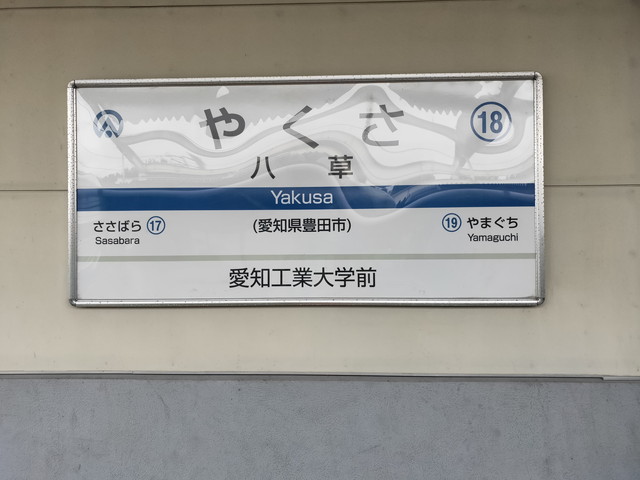 やくさ 18
八草
Yakusa
ささばら 17 (愛知県豊田市) 19 やまぐち
Sasabara Yamaguchi
愛知工業大学前